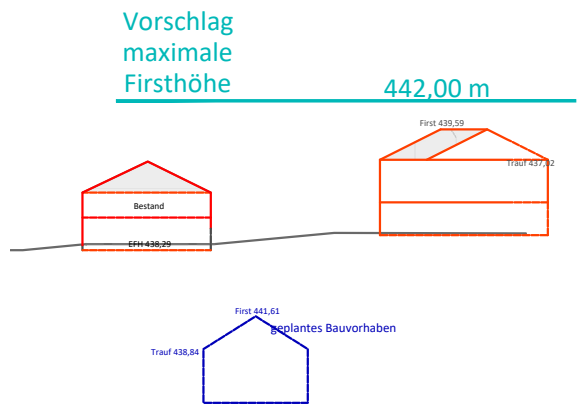 Vorschlag
maximale
Firsthöhe
442,00 m
First 439,59
Trauf 437,02
Bestand
EFH 438,29
First 441,61
geplantes Bauvorhaben
Trauf 438,84